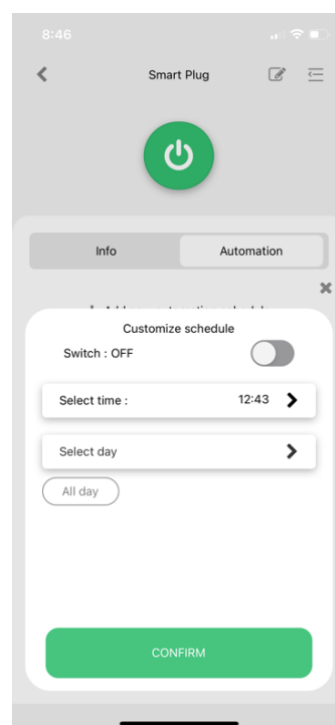 8:46
Smart Plug
Info Automation
Customize schedule
Switch : OFF
Select time : 12:43
Select day
All day
CONFIRM